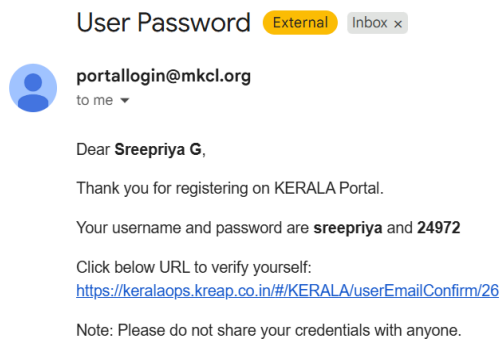 User Password External Inbox ×
portallogin@mkcl.org
to me
Dear Sreepriya G,
Thank you for registering on KERALA Portal.
Your username and password are sreepriya and 24972
Click below URL to verify yourself:
https://keralaops.kreap.co.in/#/KERALA/userEmailConfirm/26
Note: Please do not share your credentials with anyone.